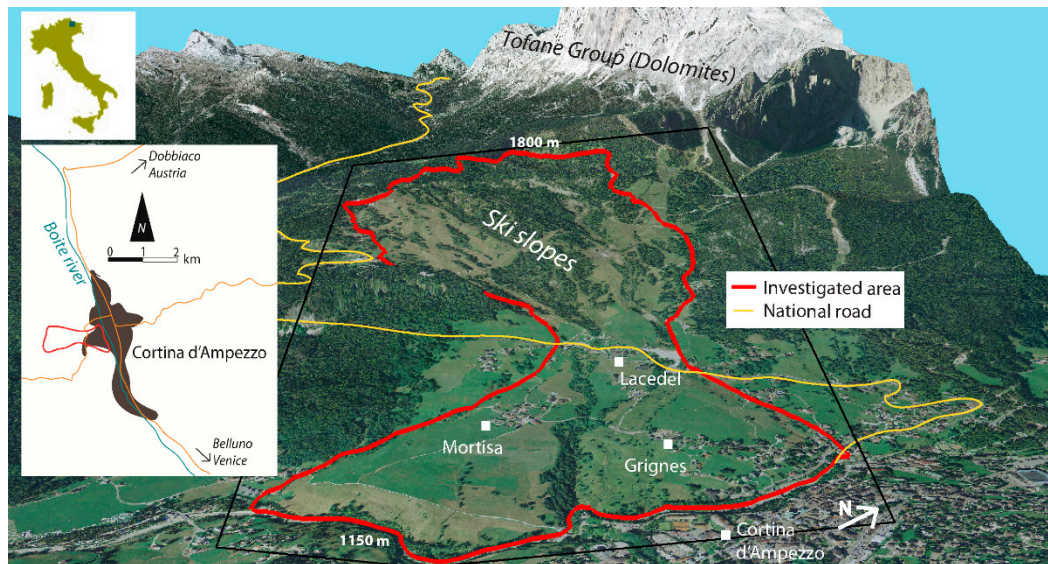 Tofane Group (Dolomites)
1800 m
Ski slopes
Investigated area
National road
Lacedel
Mortisa
Grignes
1150 m
N
Cortina
d'Ampezzo
Dobbiaco
Austria
N
0 1 2
km
Boite river
Cortina d'Ampezzo
Belluno
Venice